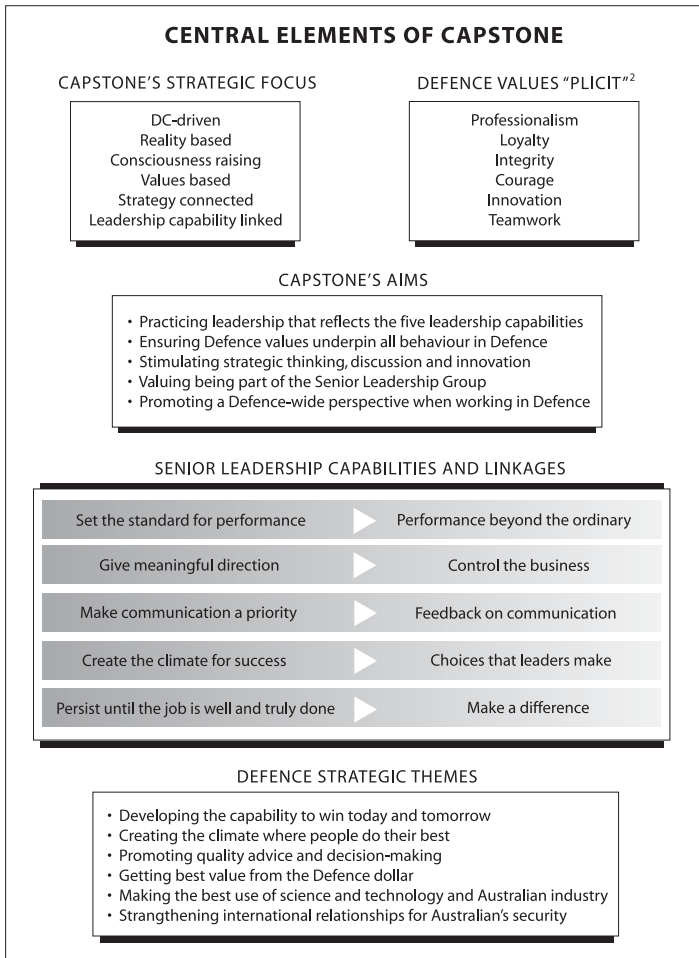 CENTRAL ELEMENTS OF CAPSTONE
CAPSTONE'S STRATEGIC FOCUS
DC-driven
Reality based
Consciousness raising
Values based
Strategy connected
Leadership capability linked
DEFENCE VALUES “PLICIT”²
Professionalism
Loyalty
Integrity
Courage
Innovation
Teamwork
CAPSTONE'S AIMS
• Practicing leadership that reflects the five leadership capabilities
• Ensuring Defence values underpin all behaviour in Defence
• Stimulating strategic thinking, discussion and innovation
• Valuing being part of the Senior Leadership Group
• Promoting a Defence-wide perspective when working in Defence
SENIOR LEADERSHIP CAPABILITIES AND LINKAGES
Set the standard for performance Performance beyond the ordinary
Give meaningful direction Control the business
Make communication a priority Feedback on communication
Create the climate for success Choices that leaders make
Persist until the job is well and truly done Make a difference
DEFENCE STRATEGIC THEMES
• Developing the capability to win today and tomorrow
• Creating the climate where people do their best
• Promoting quality advice and decision-making
• Getting best value from the Defence dollar
• Making the best use of science and technology and Australian industry
• Strengthening international relationships for Australian's security